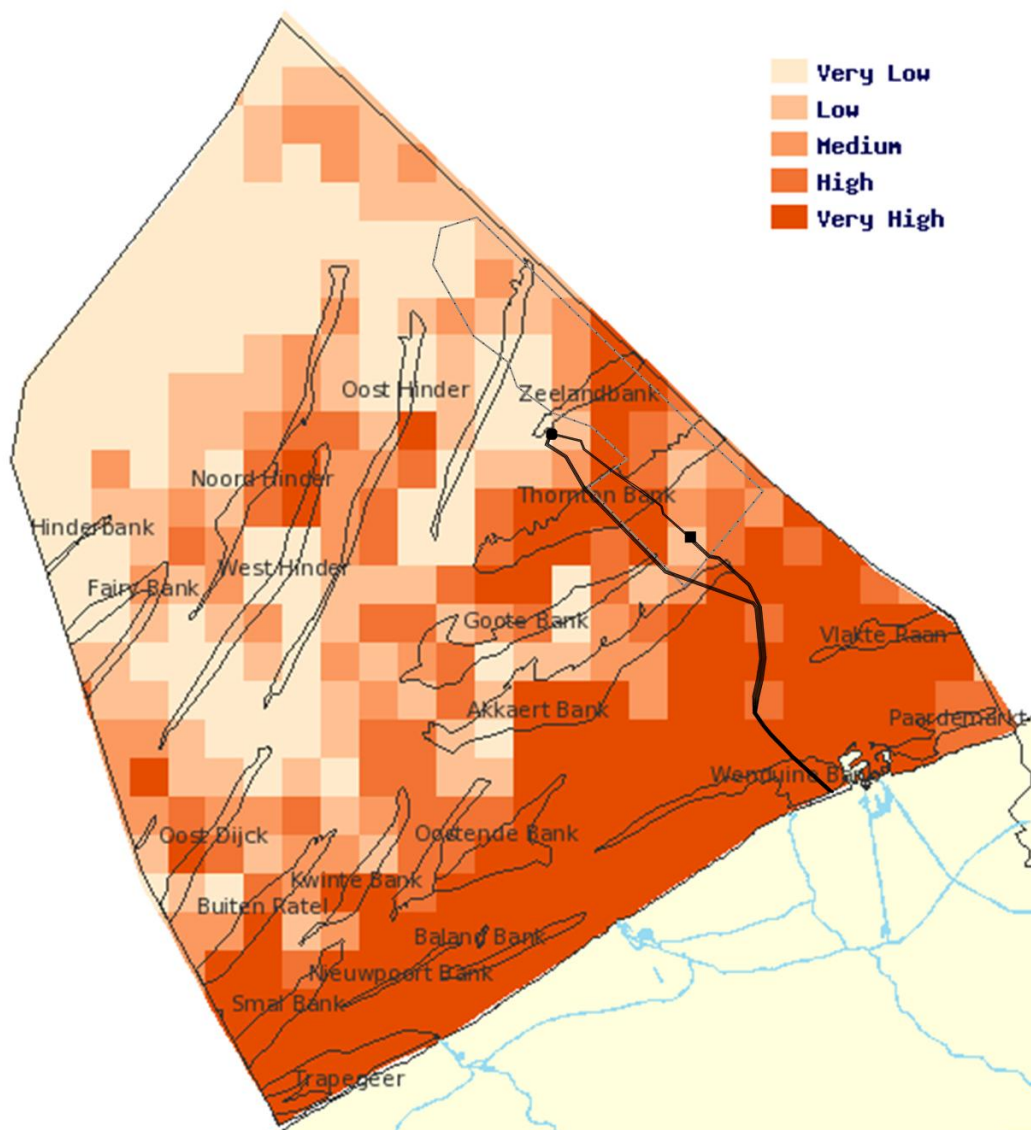 Very Low
Low
Medium
High
Very High
Oost Hinder
Zeelandbank
Noord Hinder
Thornton Bank
Hinderbank
West Hinder
Fairy Bank
Goote Bank
Vlakte Raan
Akkaert Bank
Paardemarkt
Wenduine Bank
Oost Dijck
Oostende Bank
Kwinte Bank
Buiten Ratel
Baland Bank
Nieuwpoort Bank
Smal Bank
Trapegeer